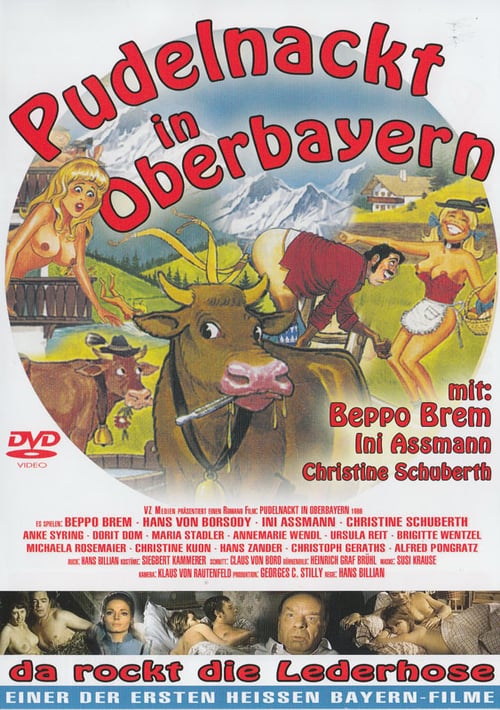 Pudelnackt
in
Oberbayern
mit:
Beppo Brem
Ini Assmann
Christine Schuberth
DVD
VIDEO
VZ MEDIEN PRÄSENTIERT EINEN ROMANN FILM: PUDELNACKT IN OBERBAYERN 1968
ES SPIELEN: BEPPO BREM - HANS VON BORSODY - INI ASSMANN - CHRISTINE SCHUBERTH
ANKE SYRING - DORIT DOM - MARIA STADLER - ANNEMARIE WENDL - URSULA REIT - BRIGITTE WENTZEL
MICHAELA ROSEMAIER - CHRISTINE KUON - HANS ZANDER - CHRISTOPH GERATHS - ALFRED PONGRATZ
BUCH: HANS BILLIAN KOSTÜME: SIEGBERT KAMMERER SCHNITT: CLAUS VON BORO BÜHNENBILD: HEINRICH GRAF BRÜHL MASKE: SUSI KRAUSE
KAMERA: KLAUS VON RAUTENFELD PRODUKTION: GEORGES C. STILLY REGIE: HANS BILLIAN
da rockt die Lederhose
EINER DER ERSTEN HEISSEN BAYERN-FILME